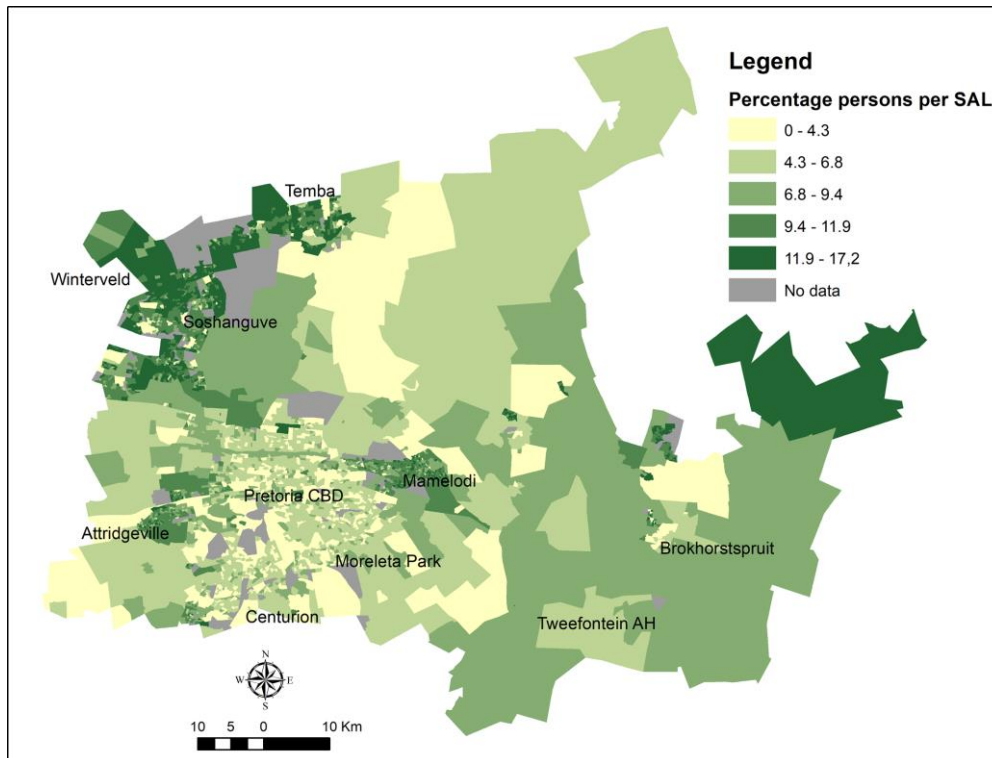 Legend
Percentage persons per SAL
0 - 4.3
4.3 - 6.8
6.8 - 9.4
9.4 - 11.9
11.9 - 17,2
No data
Temba
Winterveld
Soshanguve
Mamelodi
Pretoria CBD
Attridgeville
Moreleta Park
Brokhorstspruit
Centurion
Tweefontein AH
N
W E
S
10 5 0 10 Km